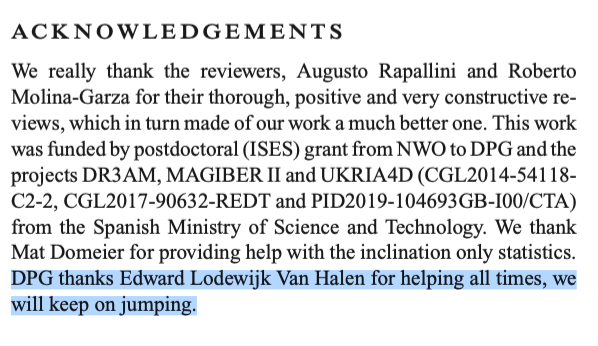 ACKNOWLEDGEMENTS
We really thank the reviewers, Augusto Rapallini and Roberto
Molina-Garza for their thorough, positive and very constructive re-
views, which in turn made of our work a much better one. This work
was funded by postdoctoral (ISES) grant from NWO to DPG and the
projects DR3AM, MAGIBER II and UKRIA4D (CGL2014-54118-
C2-2, CGL2017-90632-REDT and PID2019-104693GB-I00/CTA)
from the Spanish Ministry of Science and Technology. We thank
Mat Domeier for providing help with the inclination only statistics.
DPG thanks Edward Lodewijk Van Halen for helping all times, we
will keep on jumping.